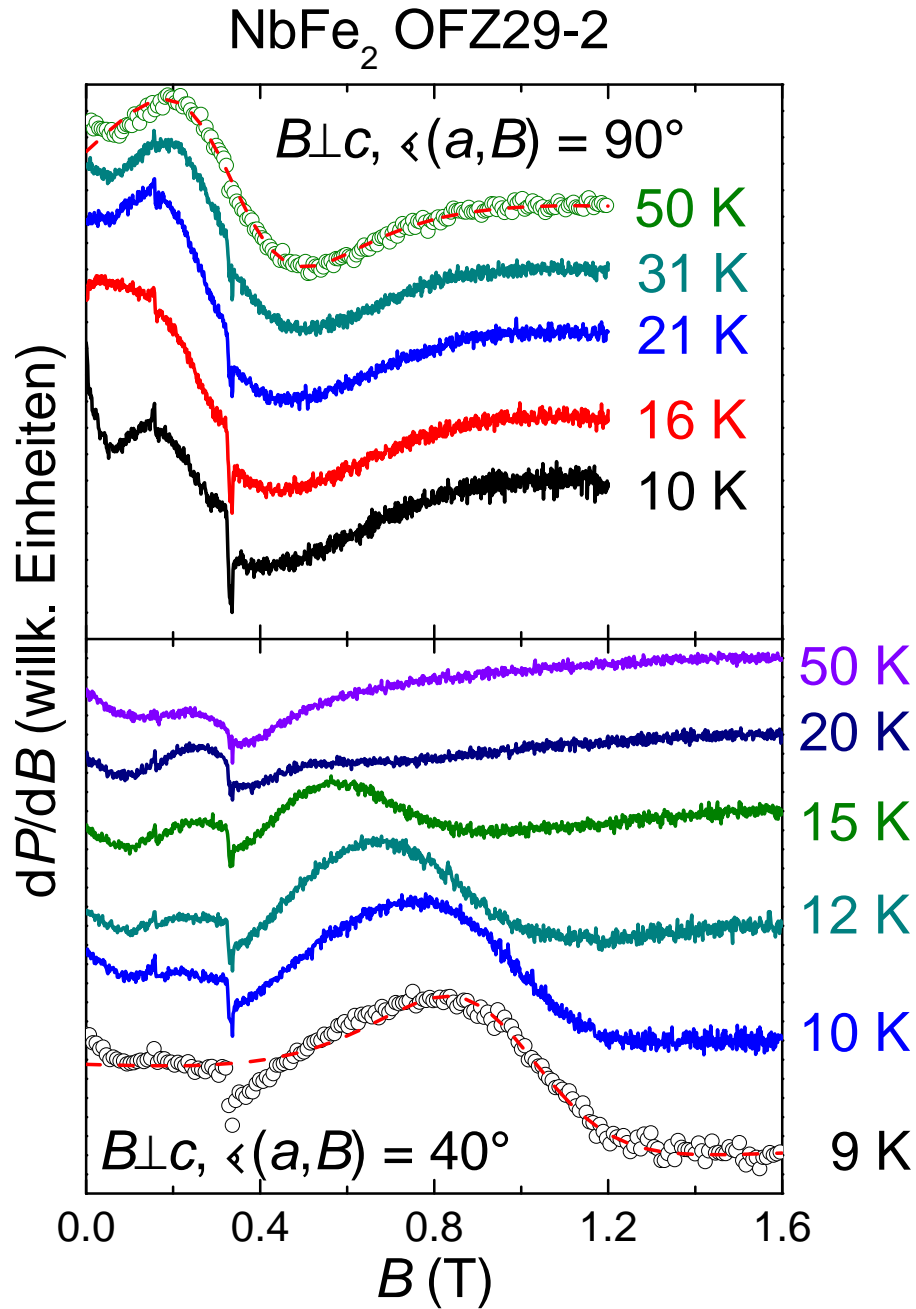 NbFe₂ OFZ29-2
B⊥c, ∢(a,B) = 90°
50 K
31 K
21 K
16 K
10 K
dP/dB (willk. Einheiten)
50 K
20 K
15 K
12 K
10 K
9 K
B⊥c, ∢(a,B) = 40°
0.0 0.4 0.8 1.2 1.6
B (T)